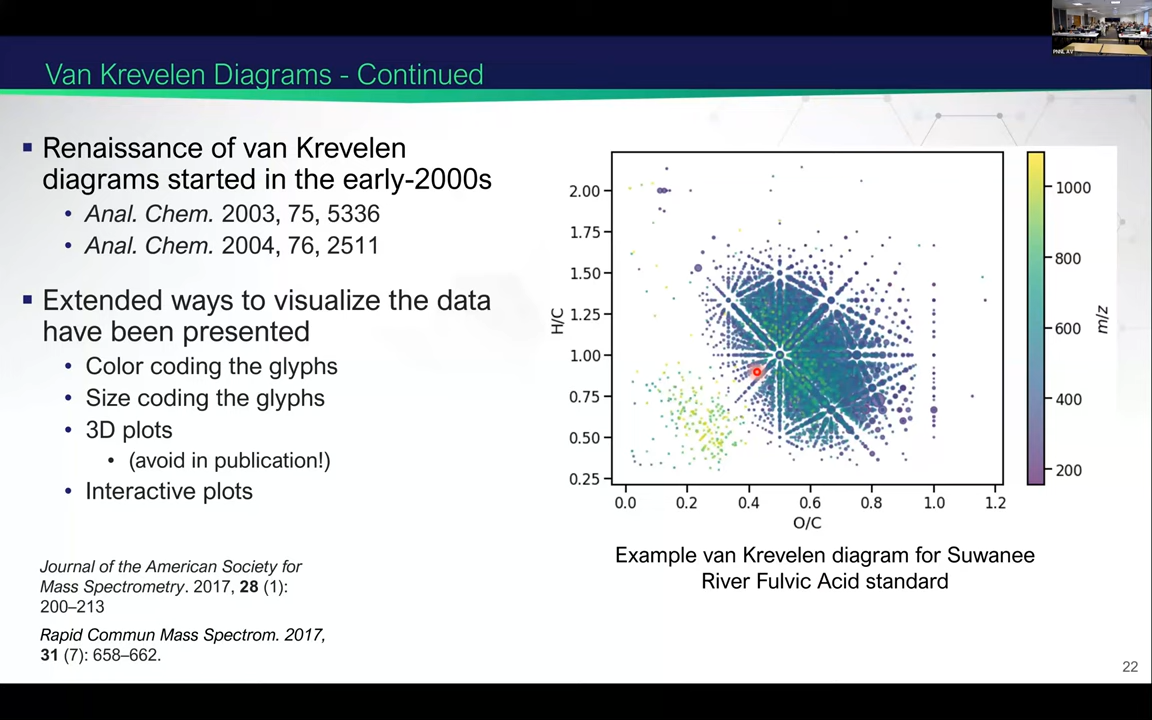 PNNL AV
Van Krevelen Diagrams - Continued
▪ Renaissance of van Krevelen
diagrams started in the early-2000s
• Anal. Chem. 2003, 75, 5336
• Anal. Chem. 2004, 76, 2511
▪ Extended ways to visualize the data
have been presented
• Color coding the glyphs
• Size coding the glyphs
• 3D plots
• (avoid in publication!)
• Interactive plots
Journal of the American Society for
Mass Spectrometry. 2017, 28 (1):
200–213
Rapid Commun Mass Spectrom. 2017,
31 (7): 658–662.
H/C
2.00
1.75
1.50
1.25
1.00
0.75
0.50
0.25
0.0 0.2 0.4 0.6 0.8 1.0 1.2
O/C
1000
800
600
400
200
m/z
Example van Krevelen diagram for Suwanee
River Fulvic Acid standard
22